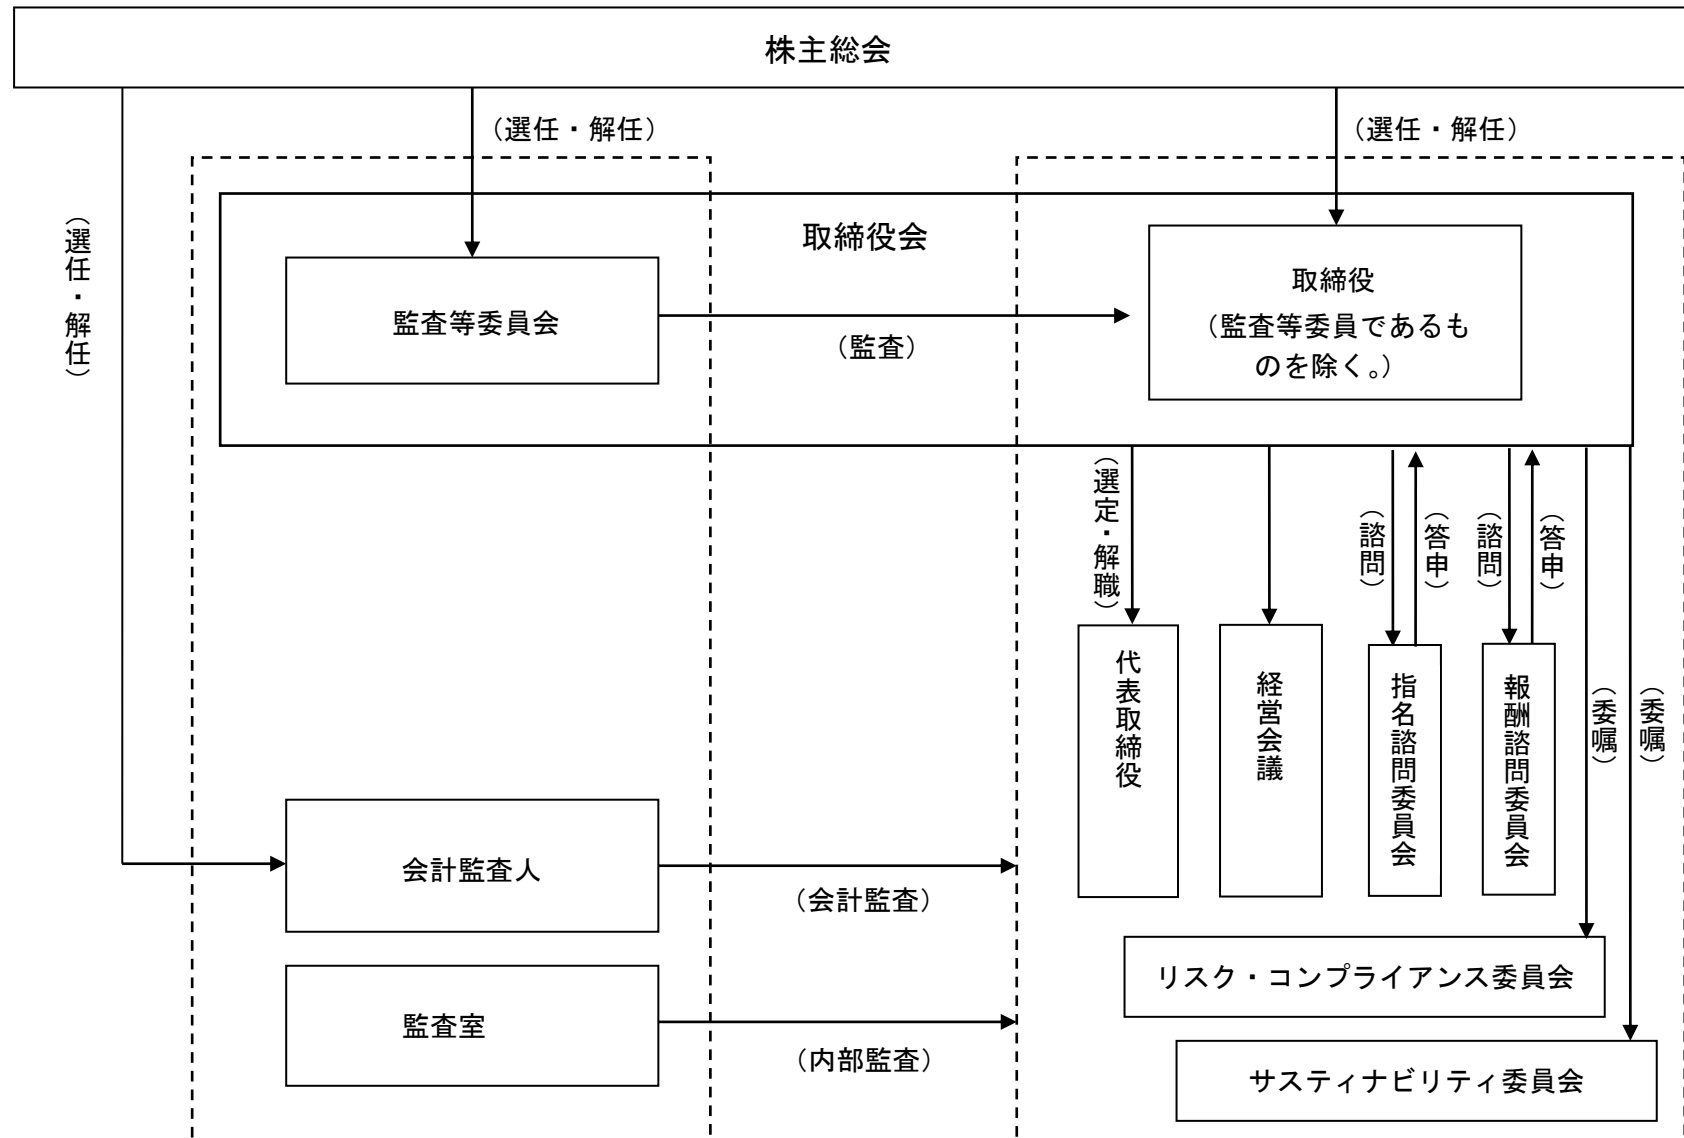 株主総会
（選任・解任）
（選任・解任）
（選任・解任）
取締役会
監査等委員会
（監査）
取締役
（監査等委員であるも
のを除く。）
（選定・解職）
（諮問）
（答申）
（諮問）
（答申）
（委嘱）
（委嘱）
代表取締役
経営会議
指名諮問委員会
報酬諮問委員会
会計監査人
（会計監査）
リスク・コンプライアンス委員会
監査室
（内部監査）
サスティナビリティ委員会